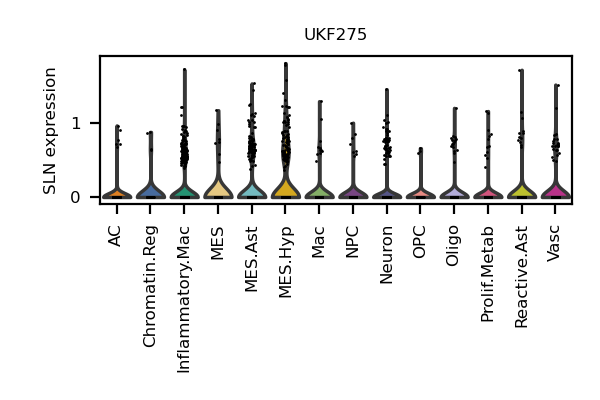 UKF275
SLN expression
1
0
AC
Chromatin.Reg
Inflammatory.Mac
MES
MES.Ast
MES.Hyp
Mac
NPC
Neuron
OPC
Oligo
Prolif.Metab
Reactive.Ast
Vasc